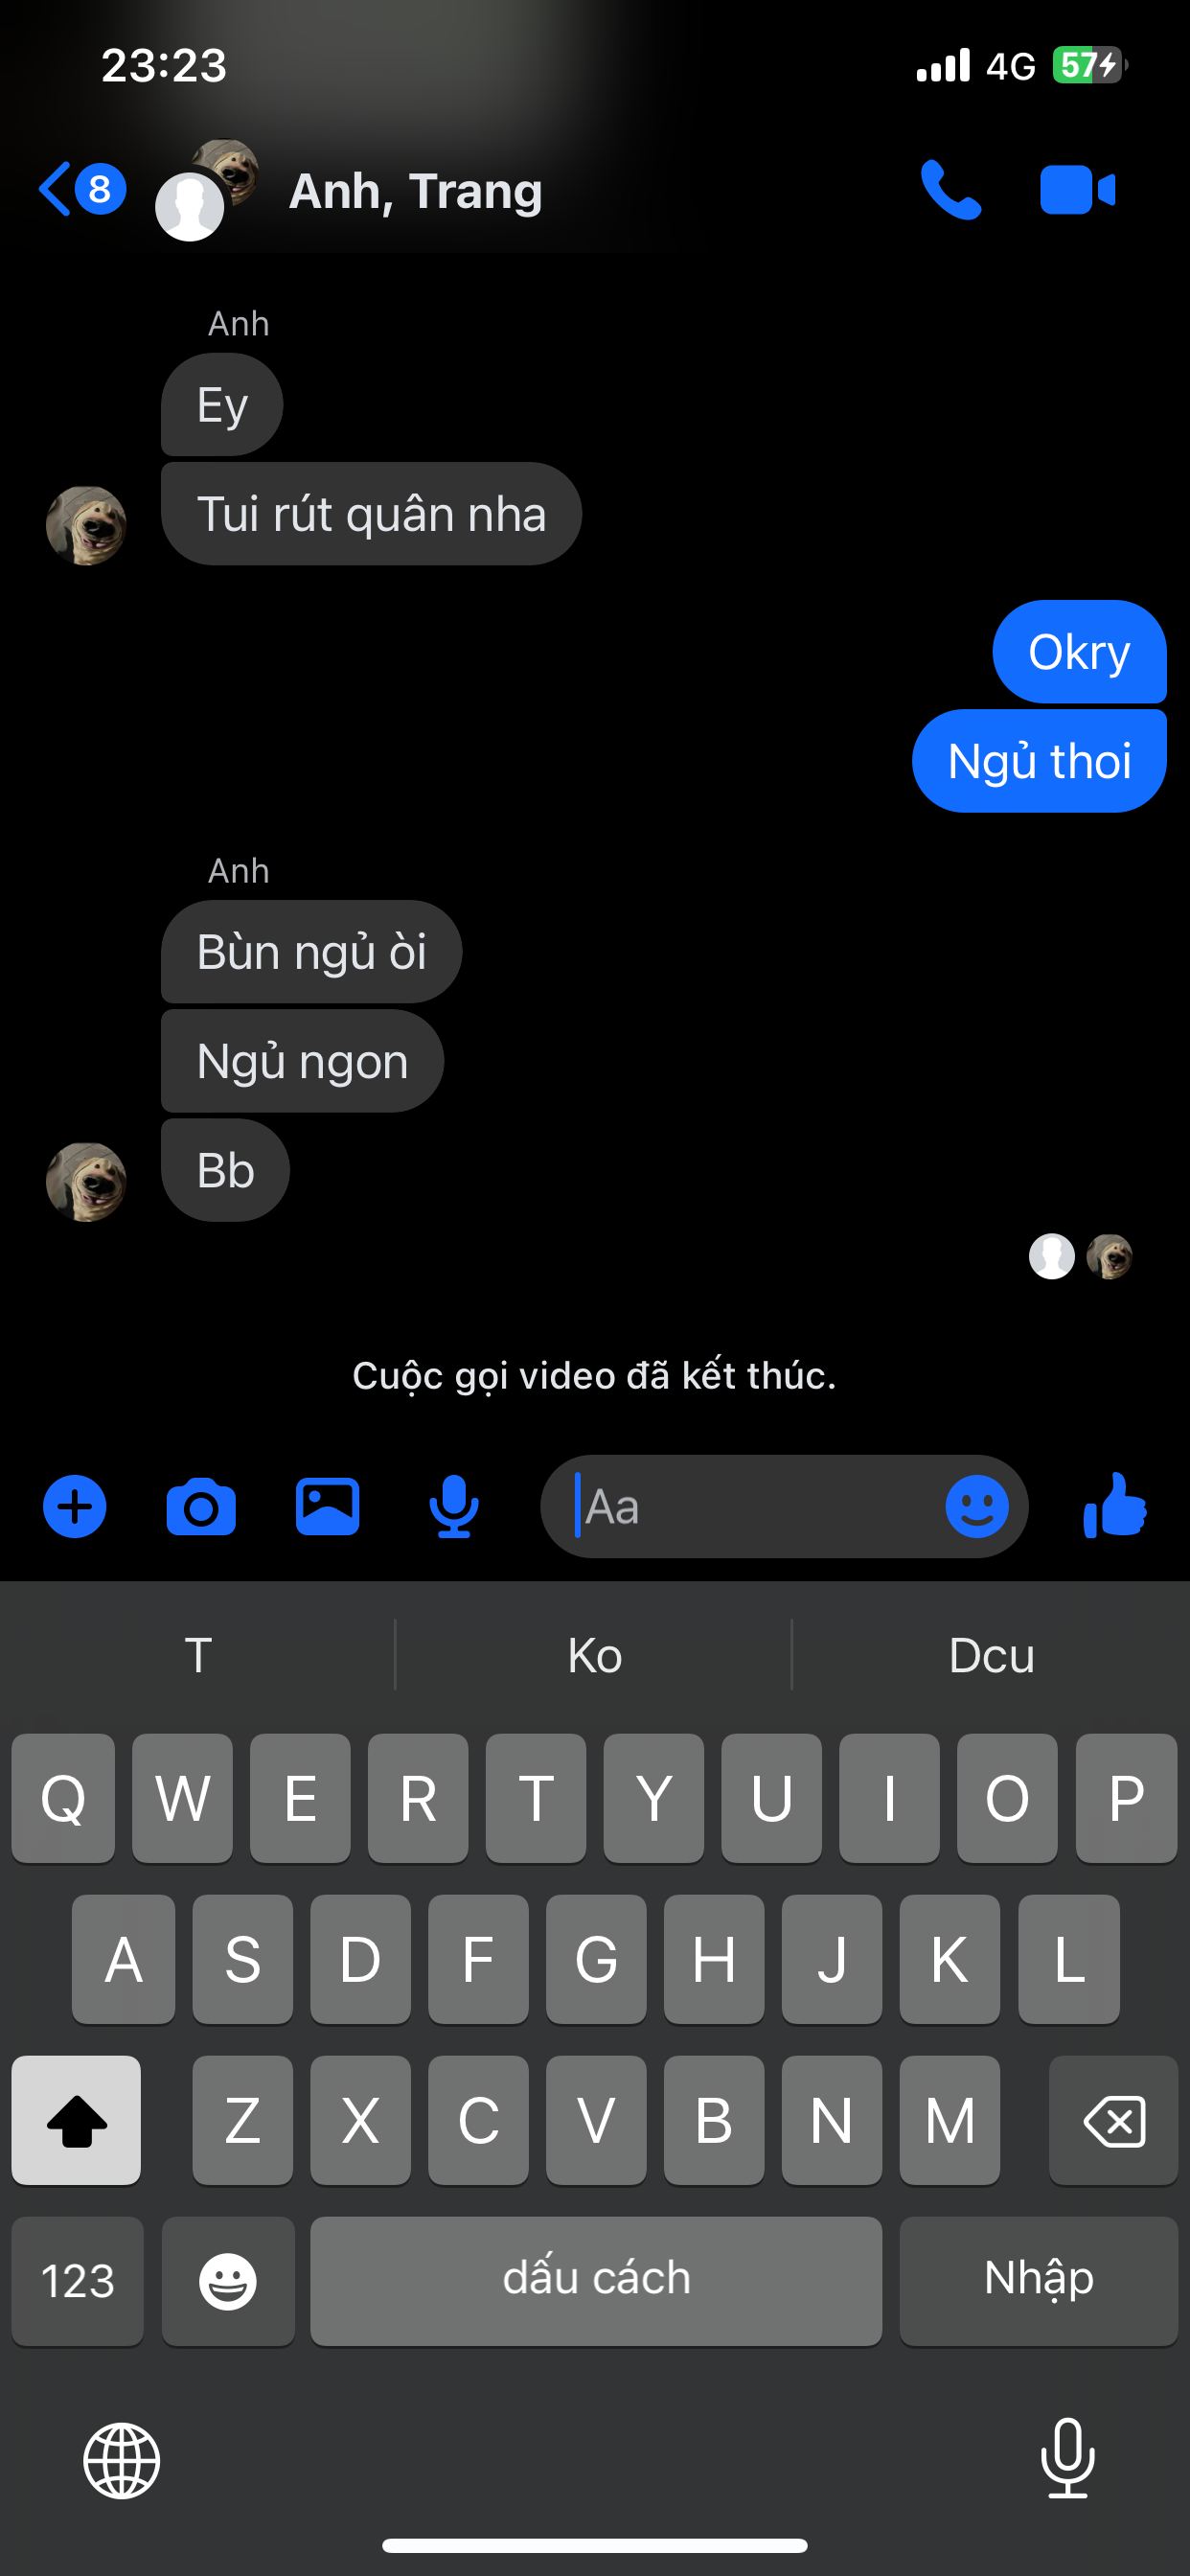 23:23
4G
57
8
Anh, Trang
Anh
Ey
Tui rút quân nha
Okry
Ngủ thoi
Anh
Bùn ngủ òi
Ngủ ngon
Bb
Cuộc gọi video đã kết thúc.
Aa
T Ko Dcu
Q W E R T Y U I O P
A S D F G H J K L
Z X C V B N M
123 dấu cách Nhập